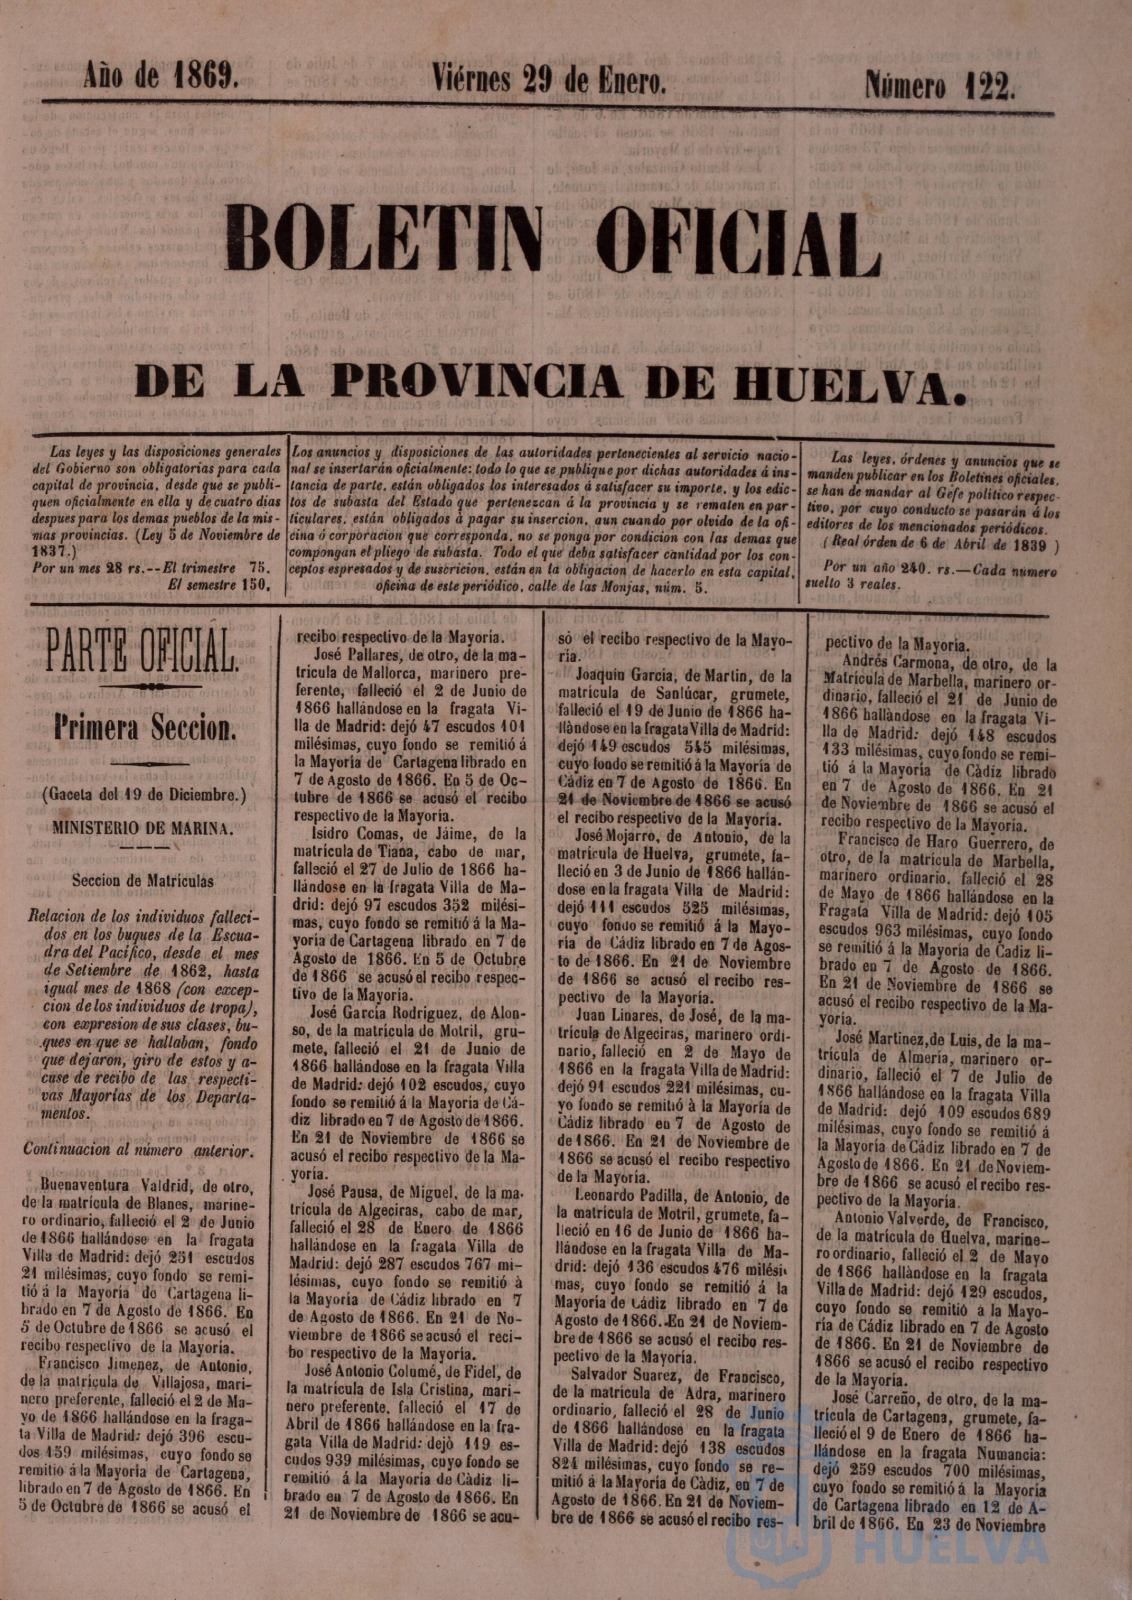 Año de 1869.
Viérnes 29 de Enero.
Número 122.
BOLETIN OFICIAL
DE LA PROVINCIA DE HUELVA.
Las leyes y las disposiciones generales
del Gobierno son obligatorias para cada
capital de provincia, desde que se publi-
quen oficialmente en ella y de cuatro dias
despues para los demas pueblos de la mis-
mas provincias. (Ley 5 de Noviembre de
1837.)
Por un mes 28 rs.--El trimestre 75.
El semestre 150,
Los anuncios y disposiciones de las autoridades pertenecientes al servicio nacio-
nal se insertarán oficialmente: todo lo que se publique por dichas autoridades á ins-
tancia de parte, están obligados los interesados á satisfacer su importe, y los edic-
tos de subasta del Estado que pertenezcan á la provincia y se rematen en par-
ticulares, están obligados á pagar su insercion, aun cuando por olvido de la ofi-
cina ó corporacion que corresponda, no se ponga por condicion con las demas que
compongan el pliego de subasta. Todo el que deba satisfacer cantidad por los con-
ceptos espresados y de suscricion, están en la obligacion de hacerlo en esta capital,
oficina de este periódico, calle de las Monjas, núm. 5.
Las leyes, órdenes y anuncios que se
manden publicar en los Boletines oficiales,
se han de mandar al Gefe politico respec-
tivo, por cuyo conducto se pasarán á los
editores de los mencionados periódicos.
(Real órden de 6 de Abril de 1839 )
Por un año 240. rs.—Cada número
suelto 3 reales.
PARTE OFICIAL.
Primera Seccion.
(Gaceta del 19 de Diciembre.)
MINISTERIO DE MARINA.
Seccion de Matriculas
Relacion de los individuos falleci-
dos en los buques de la Escua-
dra del Pacífico, desde el mes
de Setiembre de 1862, hasta
igual mes de 1868 (con excep-
cion de los individuos de tropa),
con expresion de sus clases, bu-
ques en que se hallaban, fondo
que dejaron, giro de estos y a-
cuse de recibo de las respecti-
vas Mayorías de los Departa-
mentos.
Continuacion al número anterior.
Buenaventura Valdrid, de otro,
de la matrícula de Blanes, marine-
ro ordinario, falleció el 2 de Junio
de 1866 hallándose en la fragata
Villa de Madrid: dejó 251 escudos
21 milésimas, cuyo fondo se remi-
tió á la Mayoría de Cartagena li-
brado en 7 de Agosto de 1866. En
5 de Octubre de 1866 se acusó el
recibo respectivo de la Mayoría.
Francisco Jimenez, de Antonio,
de la matricula de Villajosa, mari-
nero preferente, falleció el 2 de Ma-
yo de 1866 hallándose en la fraga-
ta Villa de Madrid: dejó 396 escu-
dos 159 milésimas, cuyo fondo se
remitió á la Mayoría de Cartagena,
librado en 7 de Agosto de 1866. En
5 de Octubre de 1866 se acusó el
recibo respectivo de la Mayoría.
José Pallares, de otro, de la ma-
tricula de Mallorca, marinero pre-
ferente, falleció el 2 de Junio de
1866 hallándose en la fragata Vi-
lla de Madrid: dejó 47 escudos 101
milésimas, cuyo fondo se remitió á
la Mayoría de Cartagena librado en
7 de Agosto de 1866. En 5 de Oc-
tubre de 1866 se acusó el recibo
respectivo de la Mayoría.
Isidro Comas, de Jáime, de la
matrícula de Tiana, cabo de mar,
falleció el 27 de Julio de 1866 ha-
llándose en la fragata Villa de Ma-
drid: dejó 97 escudos 352 milési-
mas, cuyo fondo se remitió á la Ma-
yoría de Cartagena librado en 7 de
Agosto de 1866. En 5 de Octubre
de 1866 se acusó el recibo respec-
tivo de la Mayoría.
José García Rodriguez, de Alon-
so, de la matrícula de Motril, gru-
mete, falleció el 21 de Junio de
1866 hallándose en la fragata Villa
de Madrid: dejó 102 escudos, cuyo
fondo se remitió á la Mayoria de Cá-
diz librado en 7 de Agosto de 1866.
En 21 de Noviembre de 1866 se
acusó el recibo respectivo de la Ma-
yoría.
José Pausa, de Miguel, de la ma-
trícula de Algeciras, cabo de mar,
falleció el 28 de Enero de 1866
hallándose en la fragata Villa de
Madrid: dejó 287 escudos 767 mi-
lésimas, cuyo fondo se remitió à
la Mayoría de Cádiz librado en 7
de Agosto de 1866. En 21 de No-
viembre de 1866 se acusó el reci-
bo respectivo de la Mayoría.
José Antonio Columé, de Fidel, de
la matrícula de Isla Cristina, mari-
nero preferente, falleció el 17 de
Abril de 1866 hallándose en la fra-
gata Villa de Madrid: dejò 119 es-
cudos 939 milésimas, cuyo fondo se
remitió á la Mayoría de Càdiz li-
brado en 7 de Agosto de 1866. En
21 de Noviembre de 1866 se acu-
só el recibo respectivo de la Mayo-
ría.
Joaquin Garcia, de Martin, de la
matrícula de Sanlúcar, grumete,
falleció el 19 de Junio de 1866 ha-
llàndose en la fragata Villa de Madrid:
dejó 149 escudos 545 milésimas,
cuyo fondo se remitió á la Mayoría de
Cádiz en 7 de Agosto de 1866. En
21 de Noviembre de 1866 se acusó
el recibo respectivo de la Mayoría.
José Mojarro, de Antonio, de la
matrícula de Huelva, grumete, fa-
lleció en 3 de Junio de 1866 hallán-
dose en la fragata Villa de Madrid:
dejó 111 escudos 525 milésimas,
cuyo fondo se remitió á la Mayo-
ría de Cádiz librado en 7 de Agos-
to de 1866. En 21 de Noviembre
de 1866 se acusó el recibo res-
pectivo de la Mayoría.
Juan Linares, de José, de la ma-
trícula de Algeciras, marinero ordi-
nario, falleció en 2 de Mayo de
1866 en la fragata Villa de Madrid:
dejó 91 escudos 221 milésimas, cu-
yo fondo se remitió à la Mayoría de
Cádiz librado en 7 de Agosto de
de 1866. En 21 de Noviembre de
1866 se acusó el recibo respectivo
de la Mayoría.
Leonardo Padilla, de Antonio, de
la matrícula de Motril, grumete, fa-
lleció en 16 de Junio de 1866 ha-
llándose en la fragata Villa de Ma-
drid: dejó 136 escudos 476 milési-
mas, cuyo fondo se remitió á la
Mayoría de Cádiz librado en 7 de
Agosto de 1866. En 21 de Noviem-
bre de 1866 se acusó el recibo res-
pectivo de la Mayoría.
Salvador Suarez, de Francisco,
de la matricula de Adra, marinero
ordinario, falleció el 28 de Junio
de 1866 hallándose en la fragata
Villa de Madrid: dejó 138 escudos
824 milésimas, cuyo fondo se re-
mitió á la Mayoría de Cádiz, en 7 de
Agosto de 1866. En 21 de Noviem-
bre de 1866 se acusó el recibo res-
pectivo de la Mayoría.
Andrés Carmona, de otro, de la
Matrícula de Marbella, marinero or-
dinario, falleció el 21 de Junio de
1866 hallándose en la fragata Vi-
lla de Madrid: dejó 148 escudos
133 milésimas, cuyo fondo se remi-
tió á la Mayoría de Càdiz librado
en 7 de Agosto de 1866. En 21
de Noviembre de 1866 se acusó el
recibo respectivo de la Mayoría.
Francisco de Haro Guerrero, de
otro, de la matrícula de Marbella,
marinero ordinario, falleció el 28
de Mayo de 1866 hallándose en la
Fragata Villa de Madrid: dejó 105
escudos 963 milésimas, cuyo fondo
se remitió á la Mayoría de Cadiz li-
brado en 7 de Agosto de 1866.
En 21 de Noviembre de 1866 se
acusó el recibo respectivo de la Ma-
yoría.
José Martinez, de Luis, de la ma-
trícula de Almería, marinero or-
dinario, falleció el 7 de Julio de
1866 hallándose en la fragata Villa
de Madrid: dejó 109 escudos 689
milésimas, cuyo fondo se remitió á
la Mayoría de Cádiz librado en 7 de
Agosto de 1866. En 21 de Noviem-
bre de 1866 se acusó el recibo res-
pectivo de la Mayoría.
Antonio Valverde, de Francisco,
de la matrícula de Huelva, marine-
ro ordinario, falleció el 2 de Mayo
de 1866 hallàndose en la fragata
Villa de Madrid: dejó 129 escudos,
cuyo fondo se remitió á la Mayo-
ría de Cádiz librado en 7 de Agosto
de 1866. En 21 de Noviembre de
1866 se acusó el recibo respectivo
de la Mayoría.
José Carreño, de otro, de la ma-
trícula de Cartagena, grumete, fa-
lleció el 9 de Enero de 1866 ha-
llándose en la fragata Numancia:
dejó 259 escudos 700 milésimas,
cuyo fondo se remitió á la Mayoría
de Cartagena librado en 12 de A-
bril de 1866. En 23 de Noviembre
HUELVA